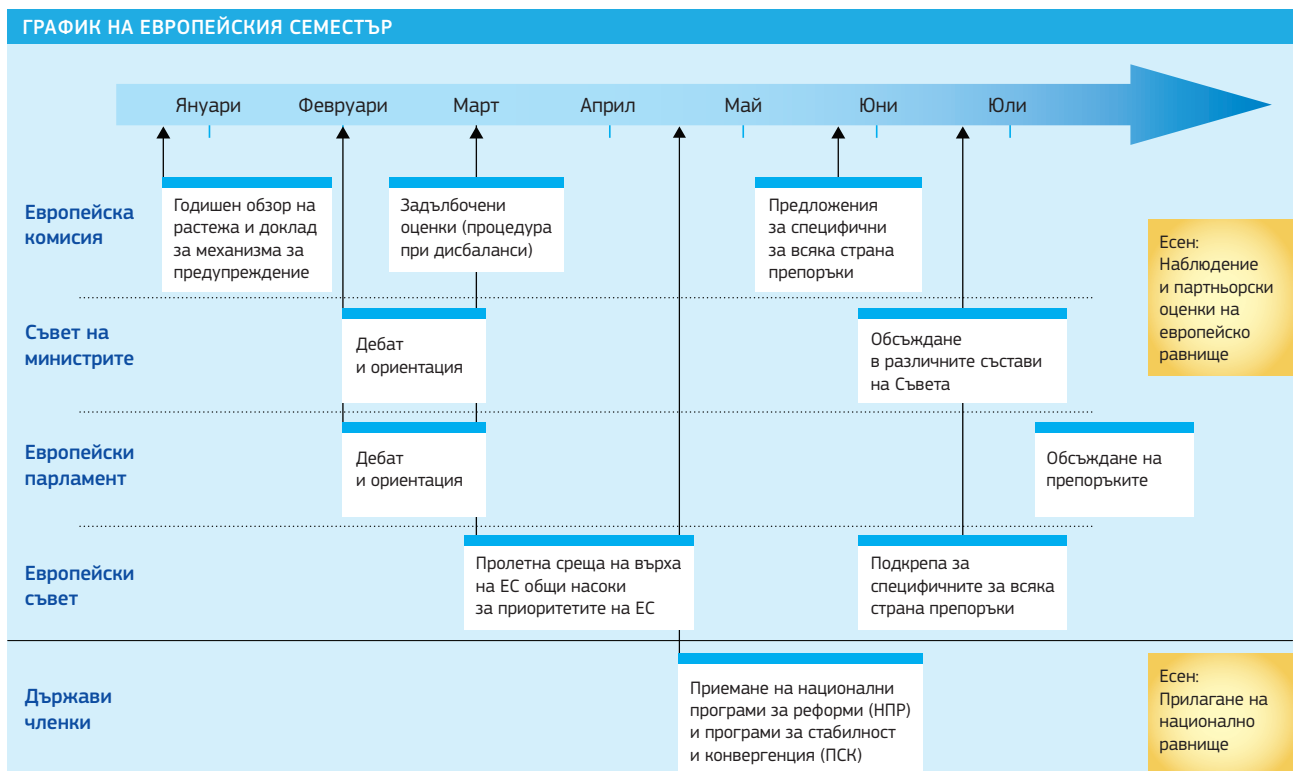 ГРАФИК НА ЕВРОПЕЙСКИЯ СЕМЕСТЪР
Януари
Февруари
Март
Април
Май
Юни
Юли
Европейска
комисия
Годишен обзор на
растежа и доклад
за механизма за
предупреждение
Задълбочени
оценки (процедура
при дисбаланси)
Предложения
за специфични
за всяка страна
препоръки
Есен:
Наблюдение
и партньорски
оценки на
европейско
равнище
Съвет на
министрите
Дебат
и ориентация
Обсъждане
в различните състави
на Съвета
Европейски
парламент
Дебат
и ориентация
Обсъждане на
препоръките
Европейски
съвет
Пролетна среща на върха
на ЕС общи насоки
за приоритетите на ЕС
Подкрепа за
специфичните за всяка
страна препоръки
Държави
членки
Приемане на национални
програми за реформи (НПР)
и програми за стабилност
и конвергенция (ПСК)
Есен:
Прилагане на
национално
равнище